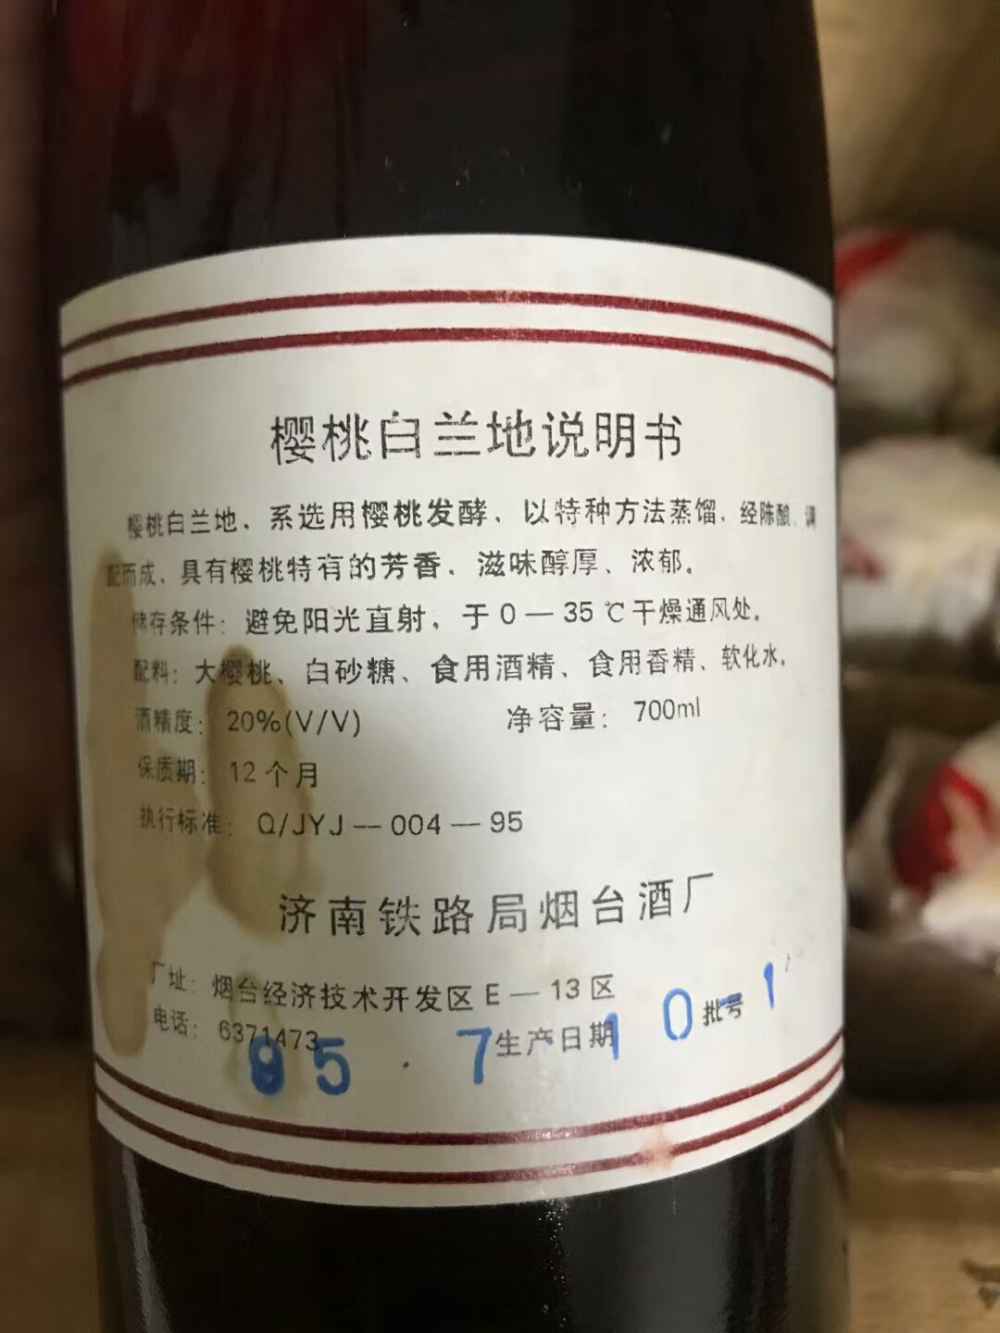 樱桃白兰地说明书
樱桃白兰地、系选用樱桃发酵、以特种方法蒸馏、经陈酿、调
配而成、具有樱桃特有的芳香、滋味醇厚、浓郁。
储存条件：避免阳光直射，于0—35℃干燥通风处。
配料：大樱桃、白砂糖、食用酒精、食用香精、软化水。
酒精度：20%(V/V) 净容量：700ml
保质期：12个月
执行标准：Q/JYJ—004—95
济南铁路局烟台酒厂
厂址：烟台经济技术开发区E—13区
电话：6371473 生产日期 批号
95.7 10-1